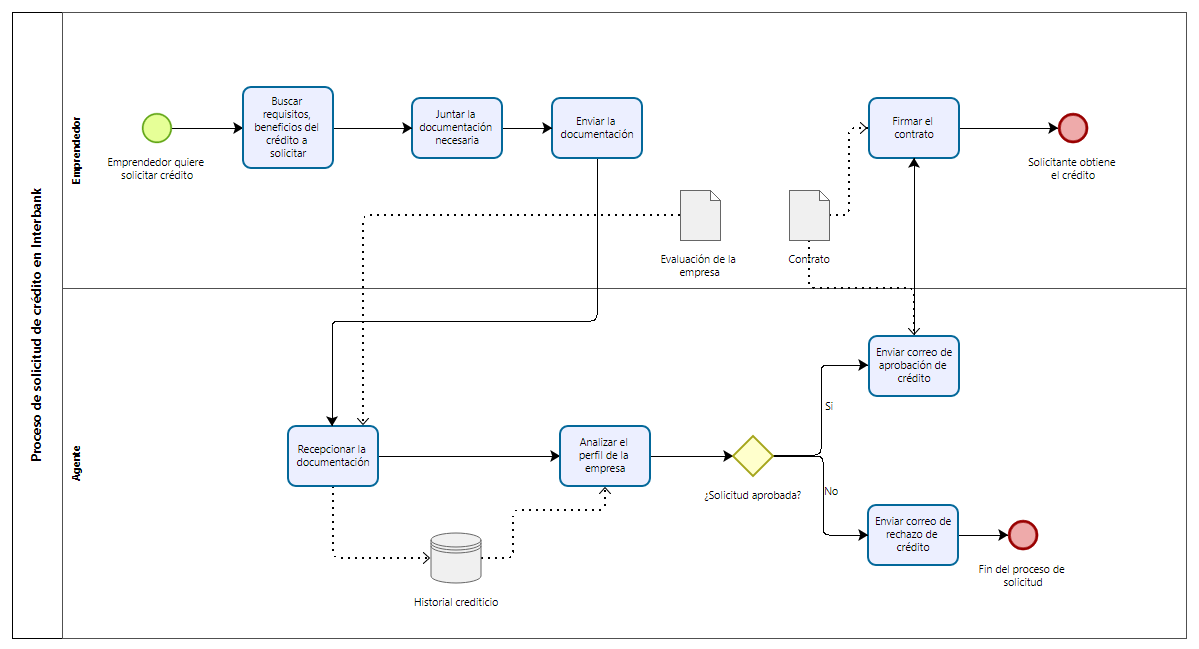 Proceso de solicitud de crédito en Interbank
Emprendedor
Emprendedor quiere
solicitar crédito
Buscar
requisitos,
beneficios del
crédito a
solicitar
Juntar la
documentación
necesaria
Enviar la
documentación
Firmar el
contrato
Solicitante obtiene
el crédito
Evaluación de la
empresa
Contrato
Agente
Recepcionar la
documentación
Analizar el
perfil de la
empresa
¿Solicitud aprobada?
Sí
No
Enviar correo de
aprobación de
crédito
Enviar correo de
rechazo de
crédito
Fin del proceso de
solicitud
Historial crediticio